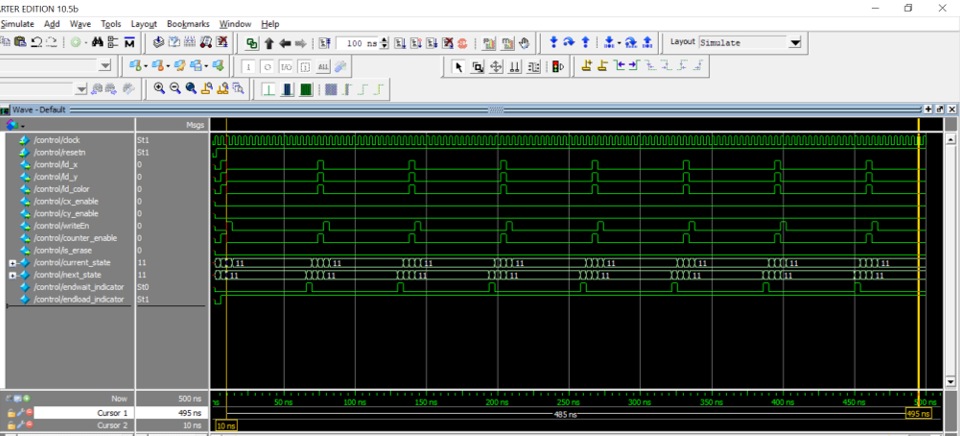 ARTER EDITION 10.5b
Simulate Add Wave Tools Layout Bookmarks Window Help
100 ns
Layout Simulate
Wave - Default
Msgs
/control/clock St1
/control/resetn St1
/control/ld_x 0
/control/ld_y 0
/control/ld_color 0
/control/cx_enable 0
/control/cy_enable 0
/control/writeEn 0
/control/counter_enable 0
/control/is_erase 0
/control/current_state 11 11 11 11 11 11 11 11 11
/control/next_state 11 11 11 11 11 11 11 11 11
/control/endwait_indicator St0
/control/endload_indicator St1
Now 500 ns ns 50 ns 100 ns 150 ns 200 ns 250 ns 300 ns 350 ns 400 ns 450 ns 500 ns
Cursor 1 495 ns 485 ns 495 ns
Cursor 2 10 ns 10 ns